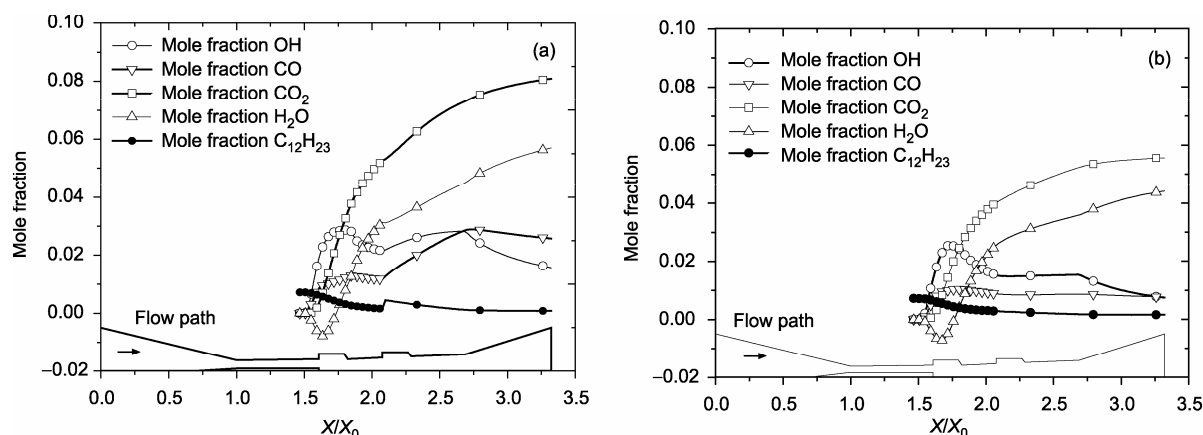 (a)
Mole fraction OH
Mole fraction CO
Mole fraction CO₂
Mole fraction H₂O
Mole fraction C₁₂H₂₃
Flow path
0.10
0.08
0.06
0.04
0.02
0.00
−0.02
Mole fraction
0.0 0.5 1.0 1.5 2.0 2.5 3.0 3.5
X/X₀
(b)
Mole fraction OH
Mole fraction CO
Mole fraction CO₂
Mole fraction H₂O
Mole fraction C₁₂H₂₃
Flow path
0.10
0.08
0.06
0.04
0.02
0.00
−0.02
Mole fraction
0.0 0.5 1.0 1.5 2.0 2.5 3.0 3.5
X/X₀